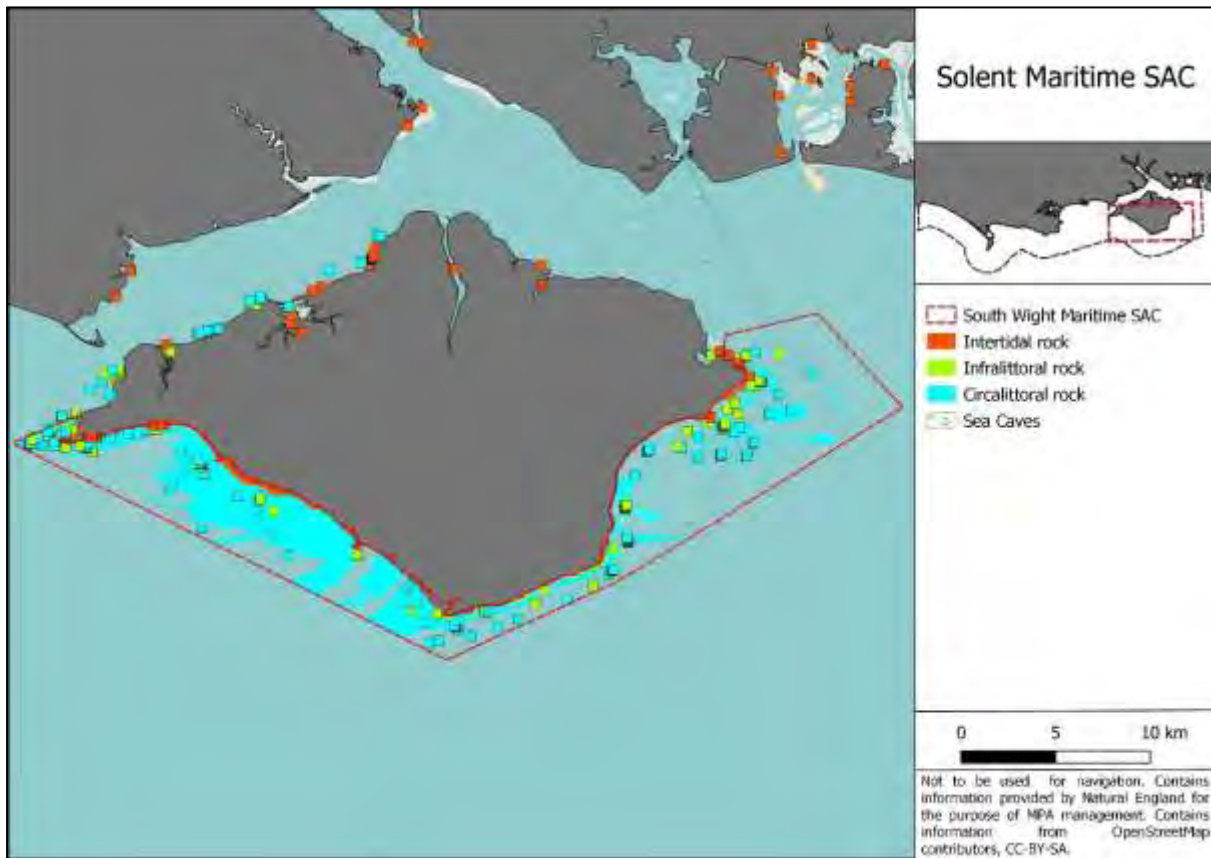 Solent Maritime SAC
South Wight Maritime SAC
Intertidal rock
Infralittoral rock
Circalittoral rock
Sea Caves
0 5 10 km
Not to be used for navigation. Contains
information provided by Natural England for
the purpose of MPA management. Contains
information from OpenStreetMap
contributors, CC-BY-SA.